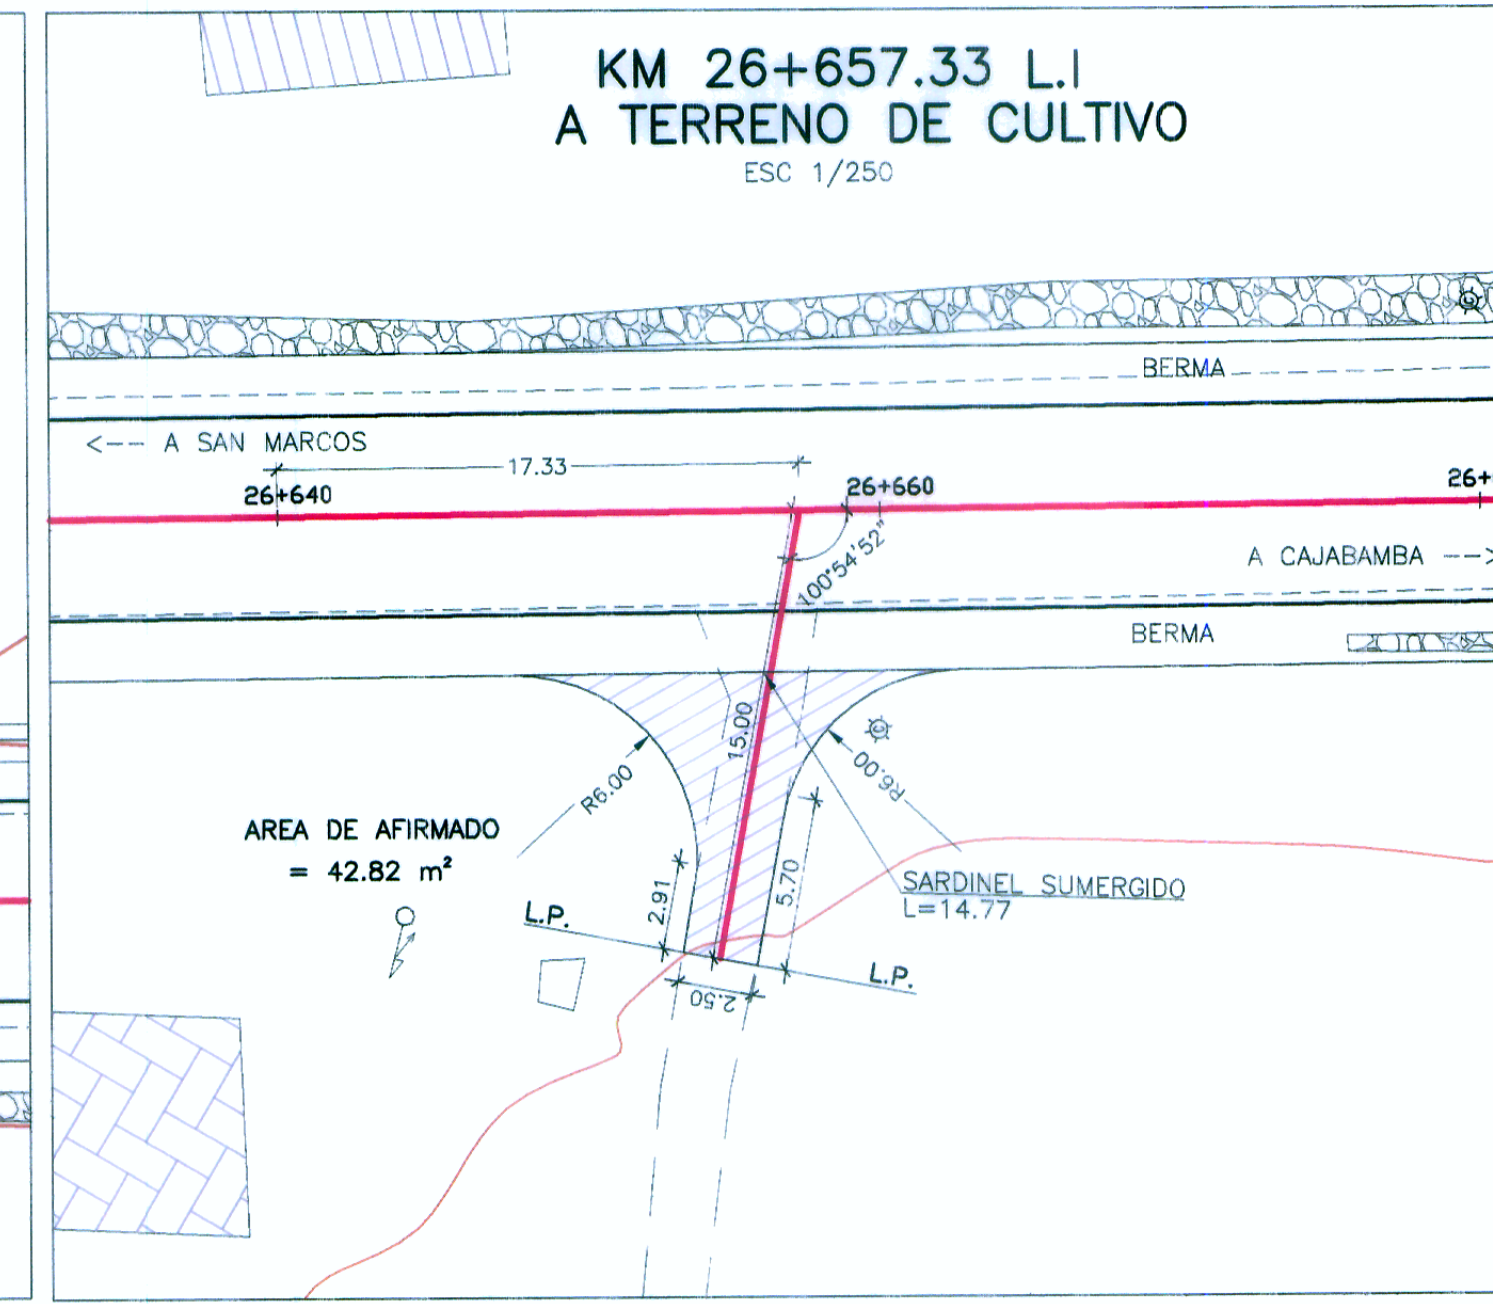 KM 26+657.33 L.I
A TERRENO DE CULTIVO
ESC 1/250
BERMA
<--- A SAN MARCOS
17.33
26+640
26+660
26+
100°54'52"
A CAJABAMBA -->
BERMA
15.00
R6.00
R6.00
AREA DE AFIRMADO
= 42.82 m²
2.91
5.70
SARDINEL SUMERGIDO
L=14.77
L.P.
L.P.
2.50